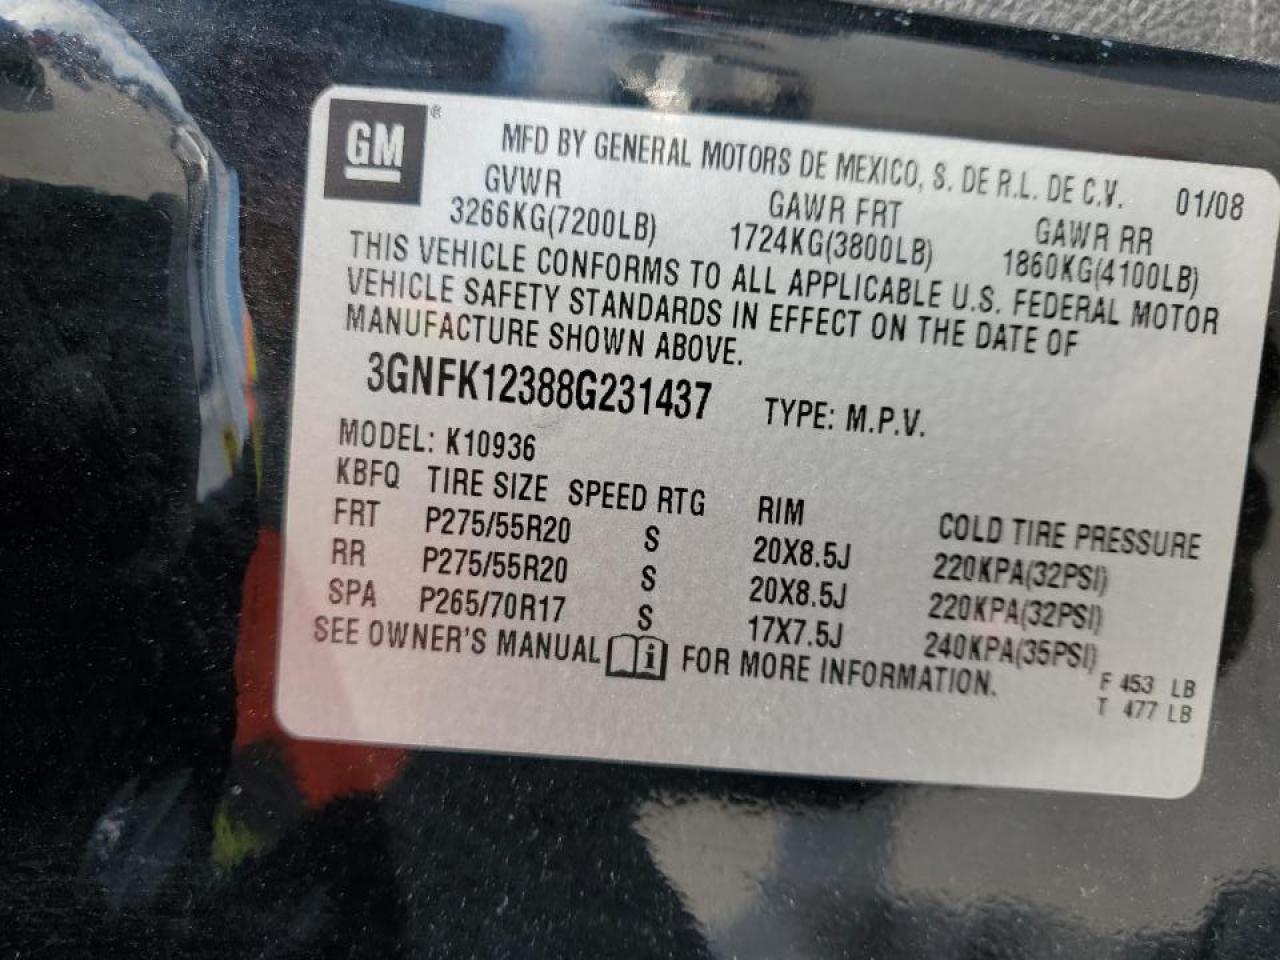 GM®
MFD BY GENERAL MOTORS DE MEXICO, S. DE R.L. DE C.V. 01/08
GVWR GAWR FRT GAWR RR
3266KG(7200LB) 1724KG(3800LB) 1860KG(4100LB)
THIS VEHICLE CONFORMS TO ALL APPLICABLE U.S. FEDERAL MOTOR
VEHICLE SAFETY STANDARDS IN EFFECT ON THE DATE OF
MANUFACTURE SHOWN ABOVE.
3GNFK12388G231437 TYPE: M.P.V.
MODEL: K10936
KBFQ TIRE SIZE SPEED RTG RIM COLD TIRE PRESSURE
FRT P275/55R20 S 20X8.5J 220KPA(32PSI)
RR P275/55R20 S 20X8.5J 220KPA(32PSI)
SPA P265/70R17 S 17X7.5J 240KPA(35PSI)
SEE OWNER'S MANUAL i FOR MORE INFORMATION.
F 453 LB
T 477 LB